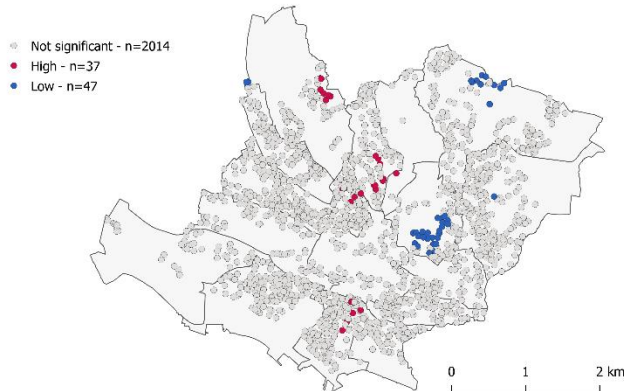 Not significant - n=2014
High - n=37
Low - n=47
0 1 2 km